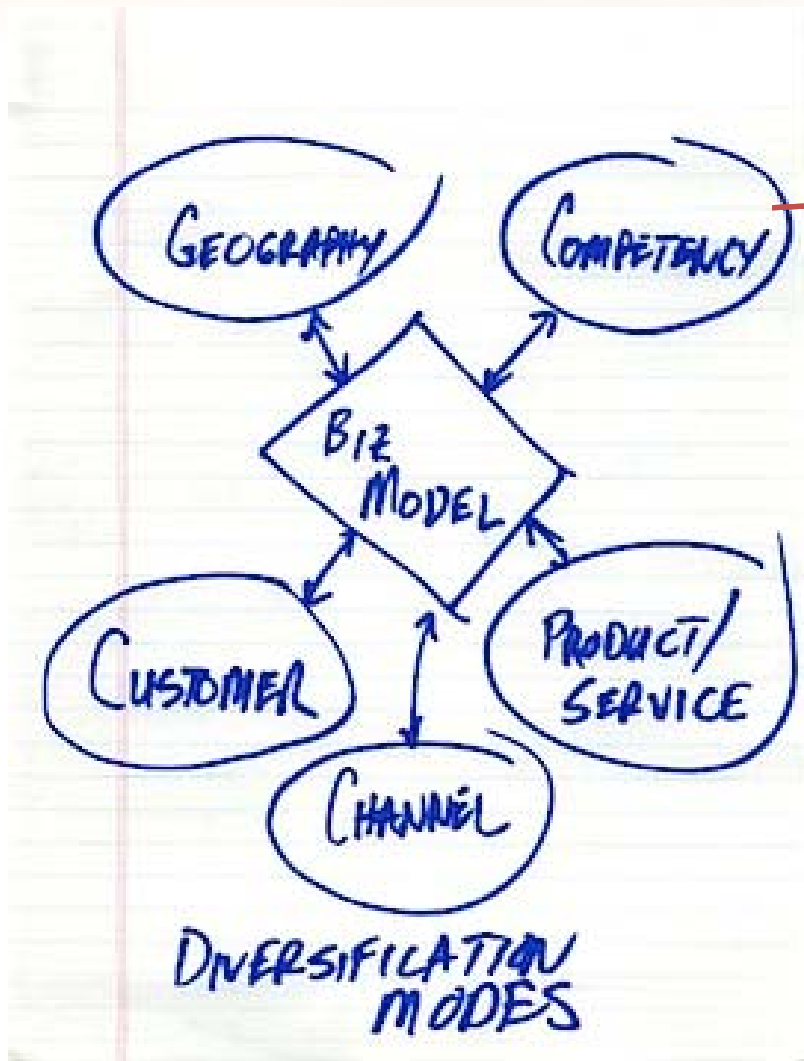 GEOGRAPHY
COMPETENCY
BIZ
MODEL
CUSTOMER
PRODUCT/
SERVICE
CHANNEL
DIVERSIFICATION
MODES